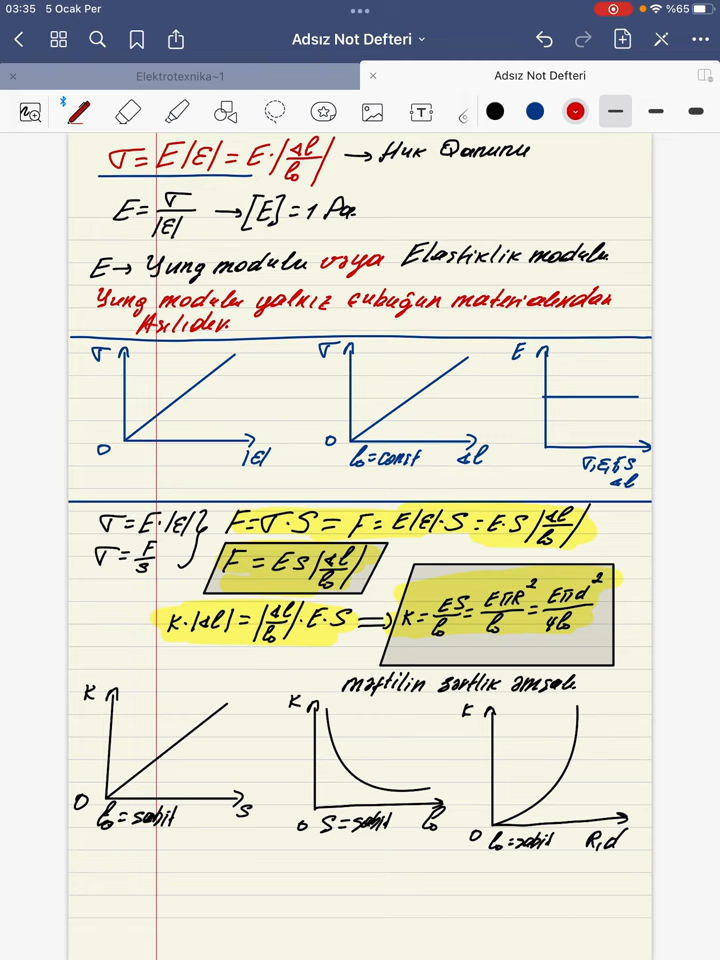 03:35 5 Ocak Per %65
Adsız Not Defteri
Elektrotexnika~1
Adsız Not Defteri
σ = E|ε| = E·|Δl/l₀| → Huk Qanunu
E = σ/|ε| → [E] = 1 Pa.
E → Yung modulu vəya Elastiklik modulu
Yung modulu yalnız çubuğun materialından
Asılıdır.
σ
0
|ε|
σ
0
l₀ = const
Δl
E
σ, ε, F, S
Δl
σ = E·|ε|
σ = F/S
F = σ·S = F = E|ε|·S = E·S|Δl/l₀|
F = ES|Δl/l₀|
K·|Δl| = |Δl/l₀|·E·S ⟹ K = ES/l₀ = EπR²/l₀ = Eπd²/4l₀
məftilin sərtlik əmsalı.
K
0
l₀ = sabit
S
K
0
S = sabit
l₀
K
0
l₀ = sabit
R, d